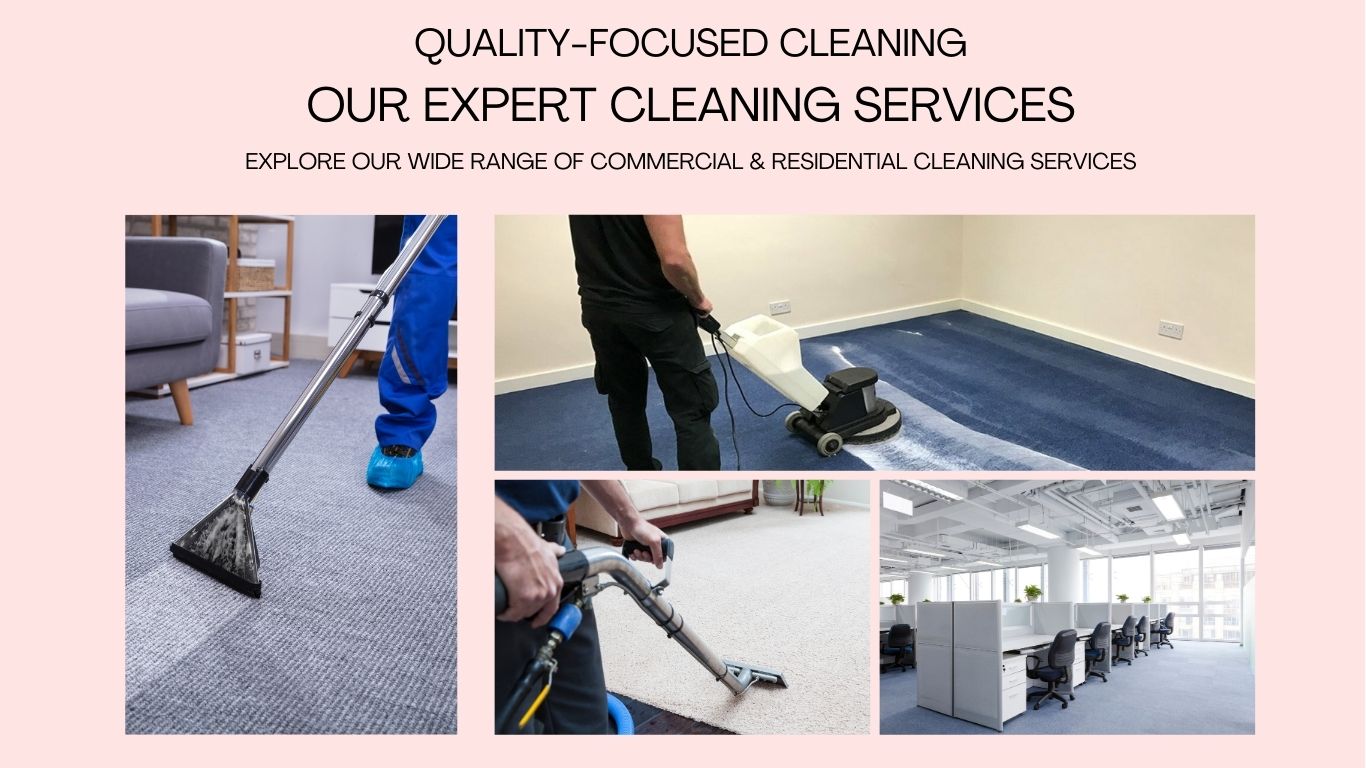 QUALITY-FOCUSED CLEANING
OUR EXPERT CLEANING SERVICES
EXPLORE OUR WIDE RANGE OF COMMERCIAL & RESIDENTIAL CLEANING SERVICES